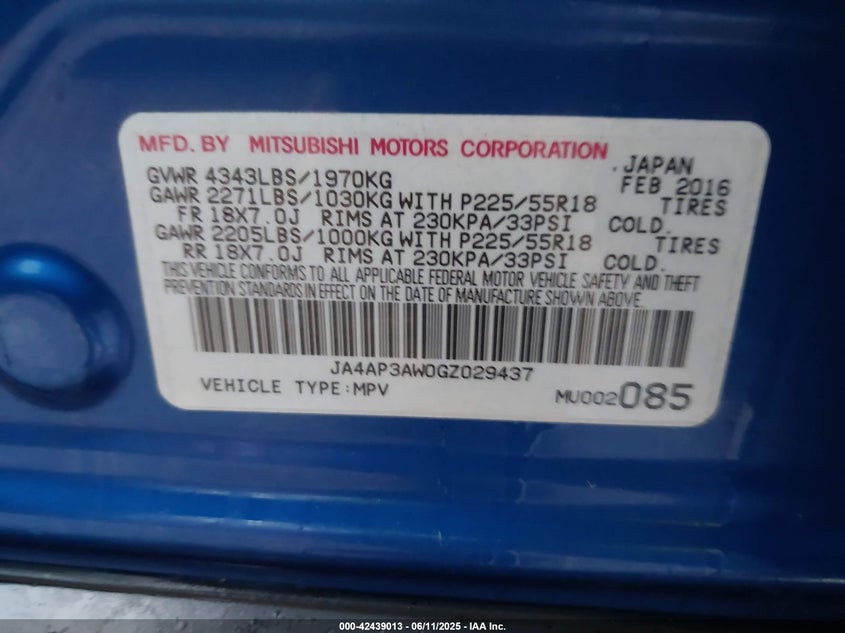 MFD. BY MITSUBISHI MOTORS CORPORATION . JAPAN
GVWR 4343LBS/1970KG FEB 2016
GAWR 2271LBS/1030KG WITH P225/55R18 TIRES
FR 18X7.0J RIMS AT 230KPA/33PSI COLD.
GAWR 2205LBS/1000KG WITH P225/55R18 TIRES
RR 18X7.0J RIMS AT 230KPA/33PSI COLD.
THIS VEHICLE CONFORMS TO ALL APPLICABLE FEDERAL MOTOR VEHICLE SAFETY AND THEFT
PREVENTION STANDARDS IN EFFECT ON THE DATE OF MANUFACTURE SHOWN ABOVE.
JA4AP3AW0GZ029437
VEHICLE TYPE:MPV MU002085
000-42439013 - 06/11/2025 - IAA Inc.